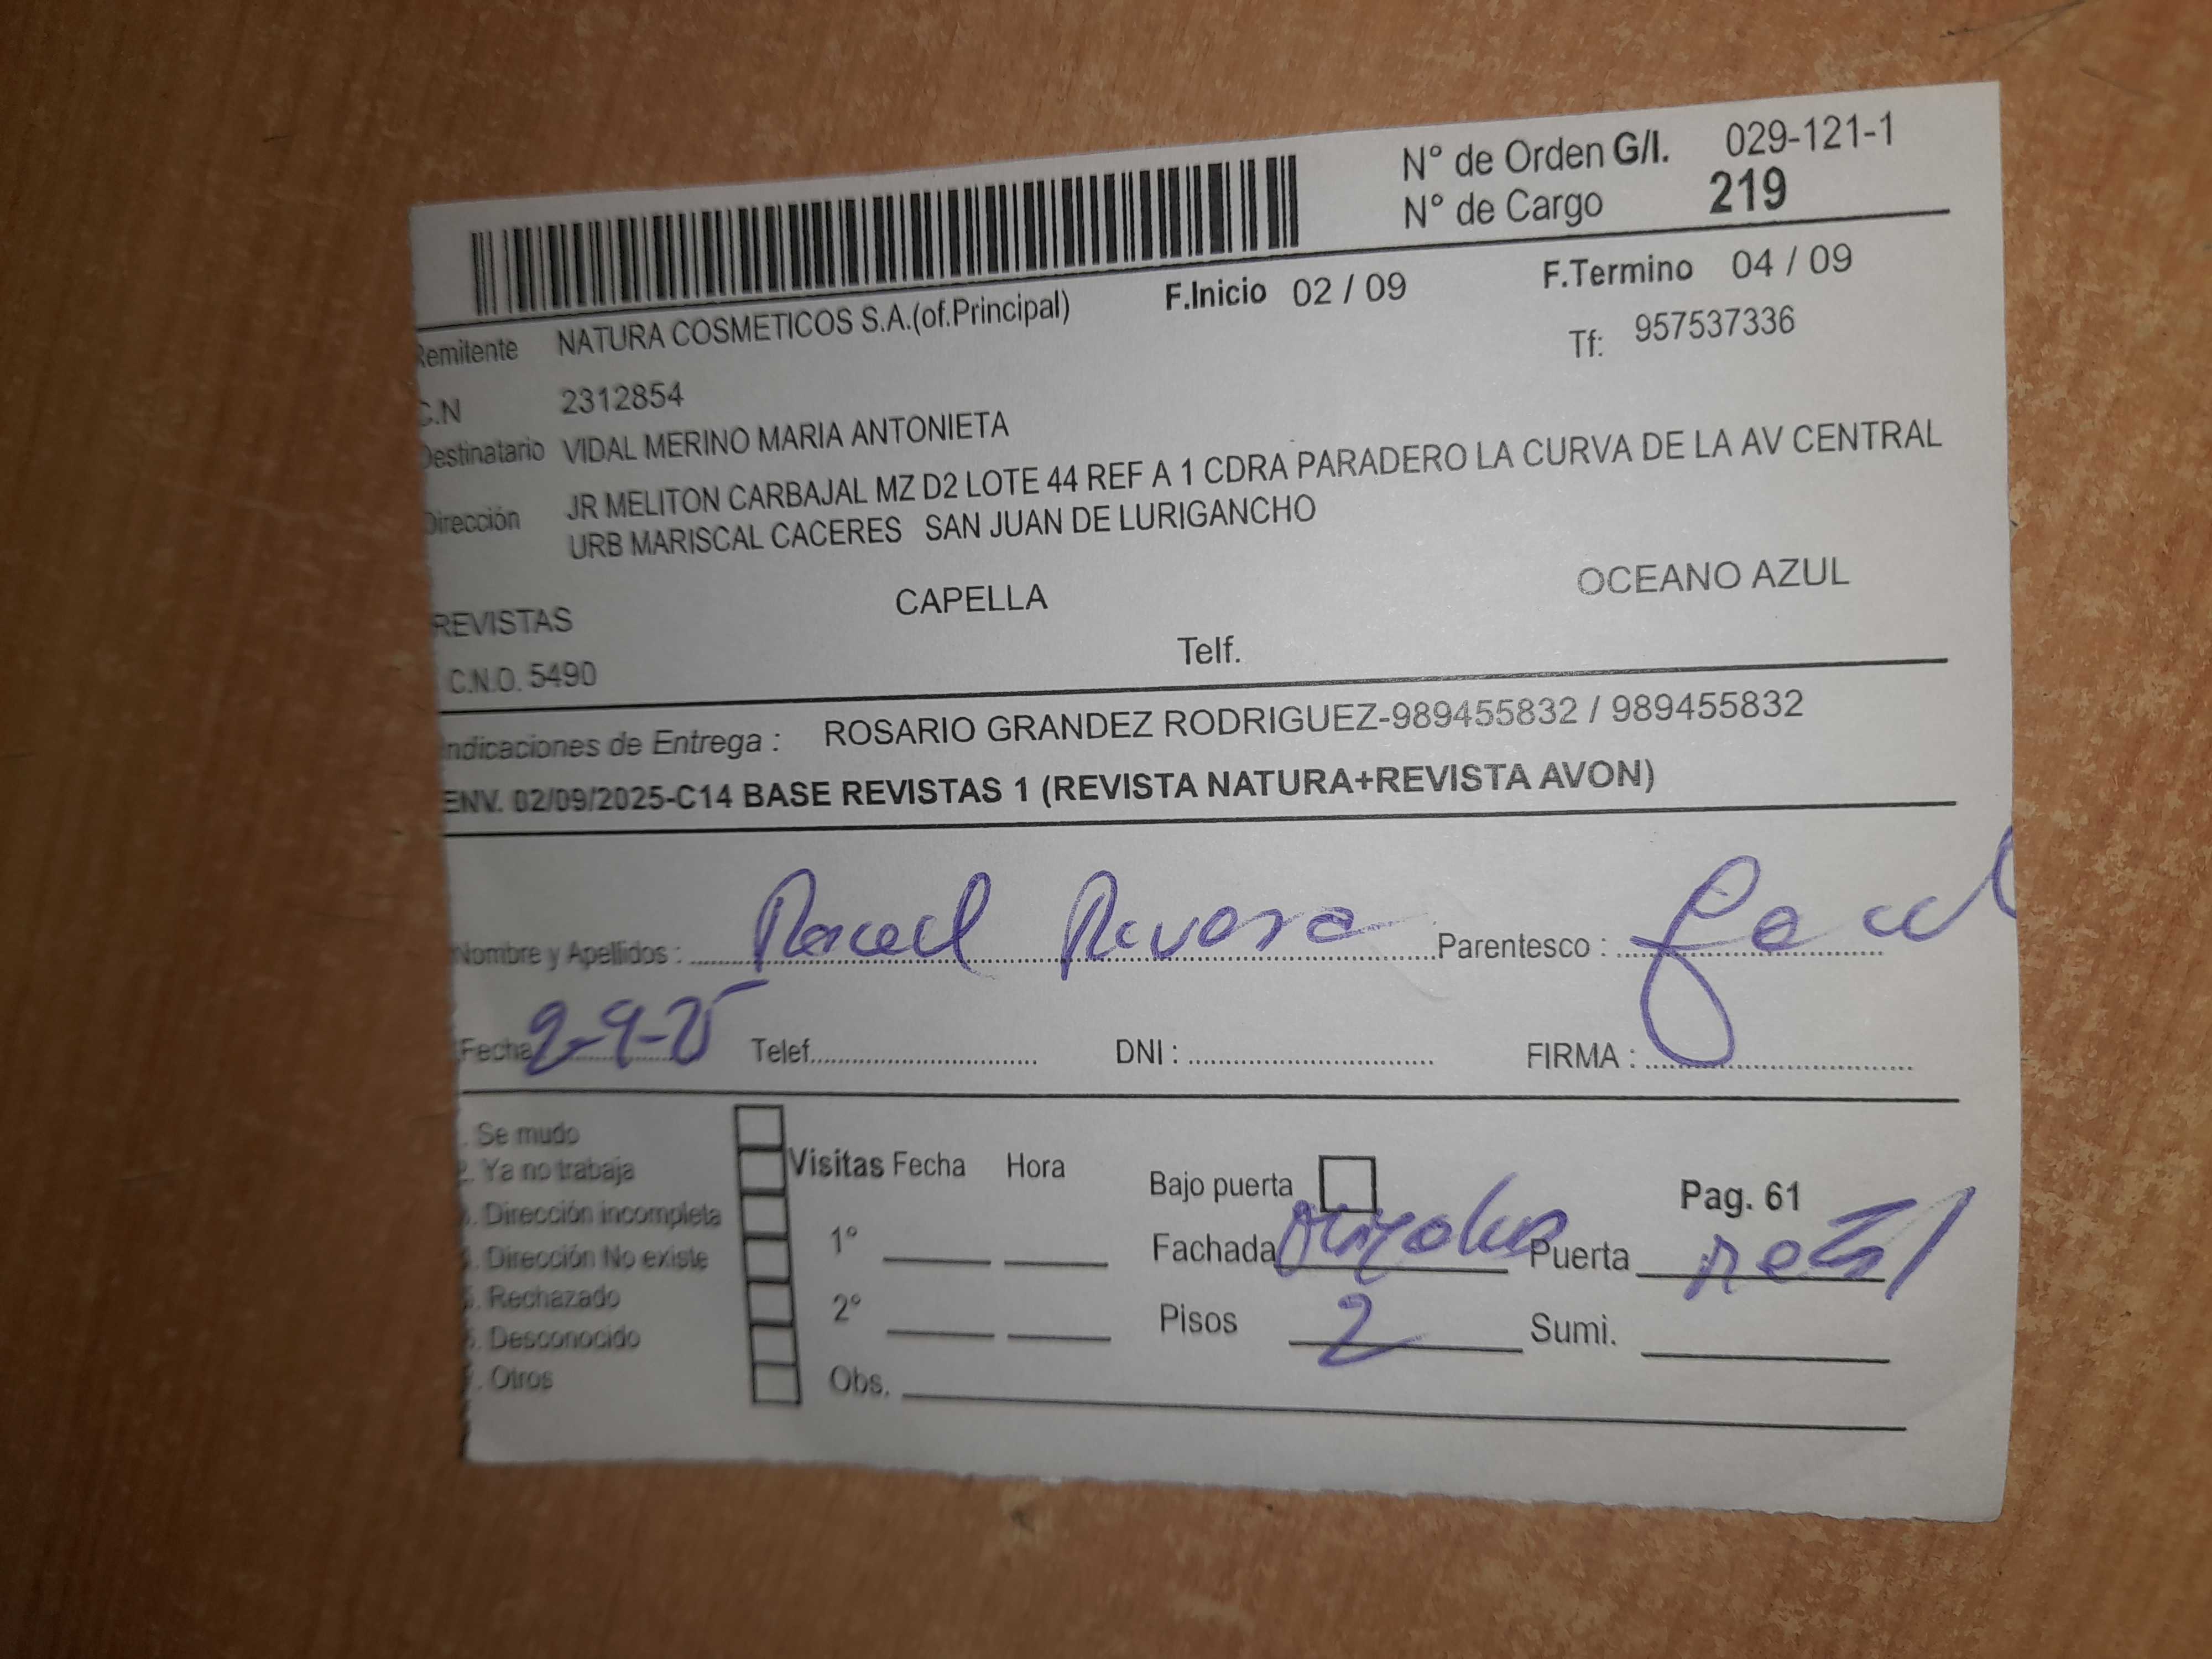 N° de Orden G/I. 029-121-1
N° de Cargo 219
F.Inicio 02 / 09 F.Termino 04 / 09
Remitente NATURA COSMETICOS S.A.(of.Principal) Tf: 957537336
C.N 2312854
Destinatario VIDAL MERINO MARIA ANTONIETA
Dirección JR MELITON CARBAJAL MZ D2 LOTE 44 REF A 1 CDRA PARADERO LA CURVA DE LA AV CENTRAL
URB MARISCAL CACERES SAN JUAN DE LURIGANCHO
REVISTAS CAPELLA OCEANO AZUL
C.N.O. 5490 Telf.
Indicaciones de Entrega : ROSARIO GRANDEZ RODRIGUEZ-989455832 / 989455832
ENV. 02/09/2025-C14 BASE REVISTAS 1 (REVISTA NATURA+REVISTA AVON)
Nombre y Apellidos : Parentesco :
Fecha 2-9-25 Telef. DNI : FIRMA :
. Se mudo
2. Ya no trabaja Visitas Fecha Hora Bajo puerta Pag. 61
. Dirección incompleta 1° Fachada Puerta metal
. Dirección No existe
5. Rechazado 2° Pisos 2 Sumi.
6. Desconocido
. Otros Obs.